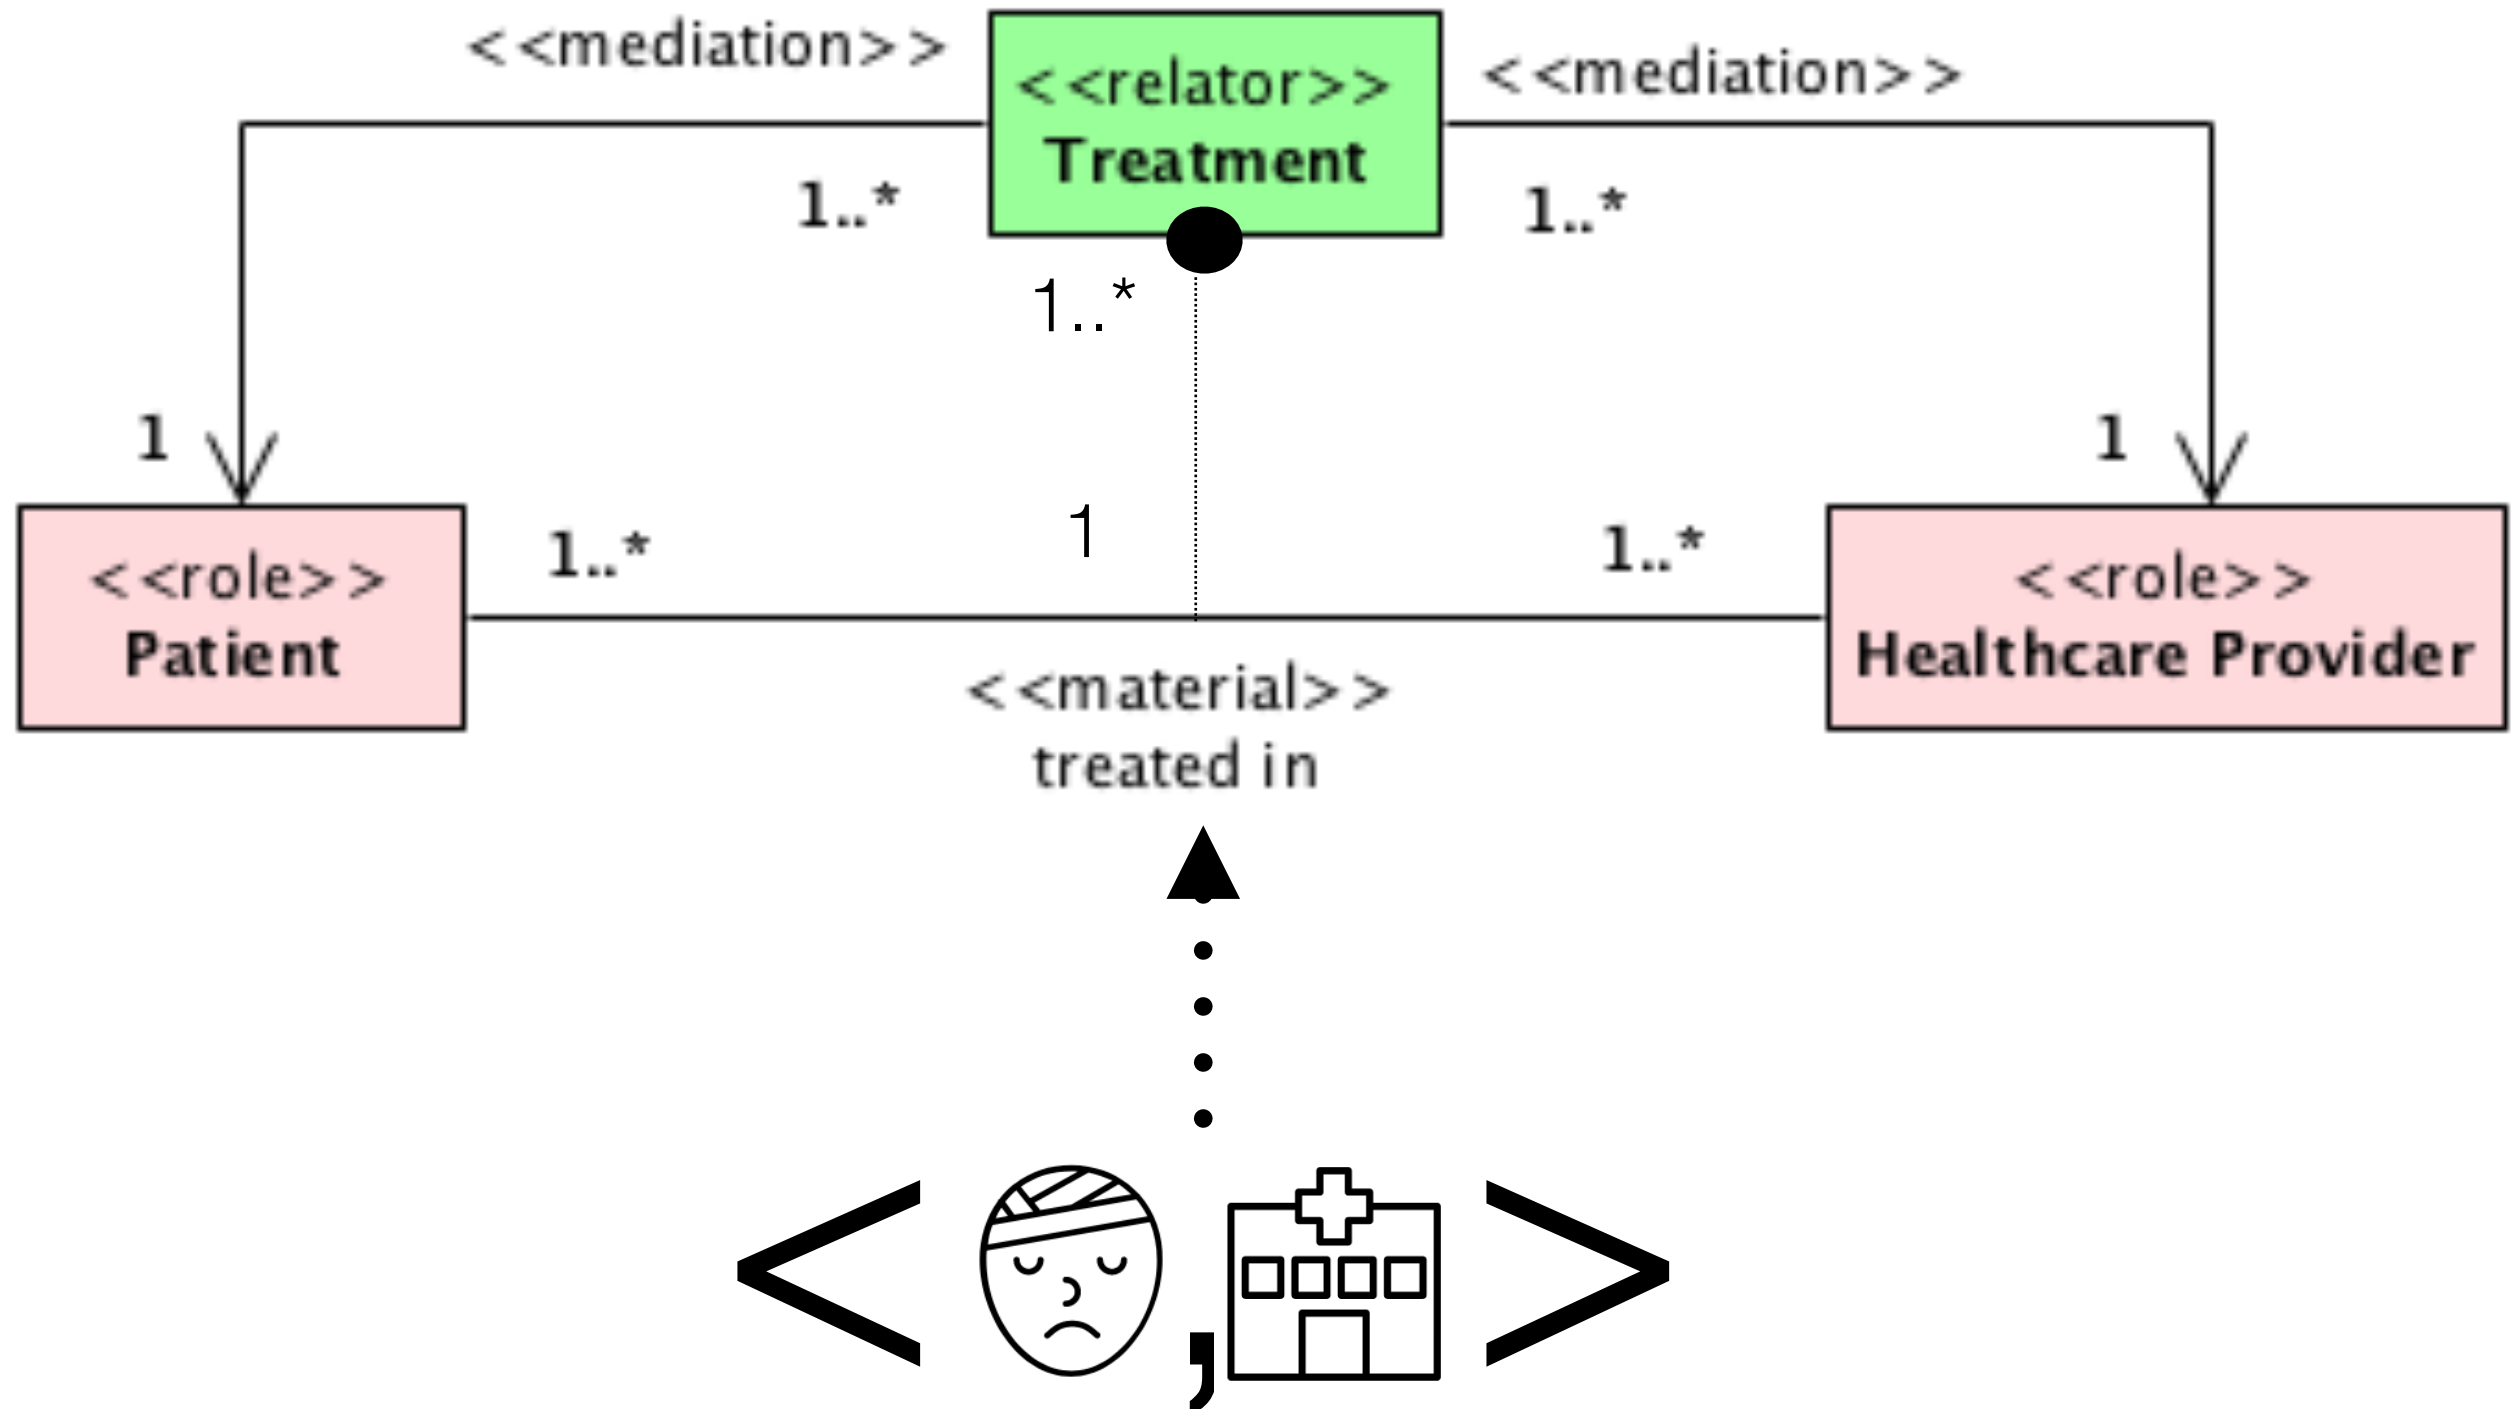 <<mediation>>
<<relator>>
Treatment
<<mediation>>
1..*
1..*
1..*
1
1
1
<<role>>
Patient
1..*
1..*
<<role>>
Healthcare Provider
<<material>>
treated in
< , >